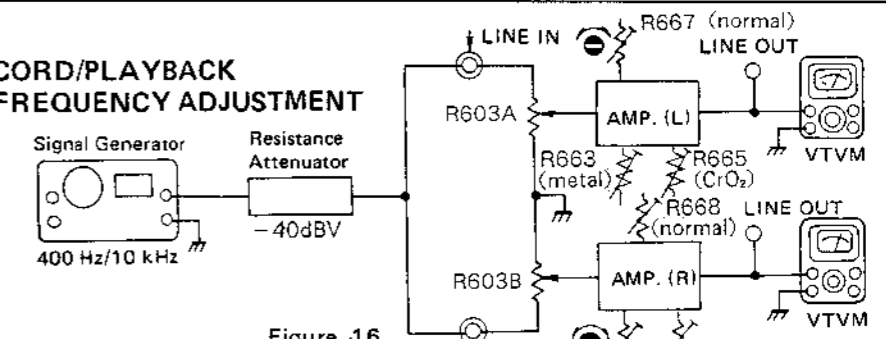 CORD/PLAYBACK
FREQUENCY ADJUSTMENT
Signal Generator
400 Hz/10 kHz
Resistance
Attenuator
−40dBV
LINE IN
R603A
R603B
R667 (normal)
LINE OUT
AMP. (L)
VTVM
R663
(metal)
R665
(CrO₂)
R668
(normal)
LINE OUT
AMP. (R)
VTVM
Figure 16